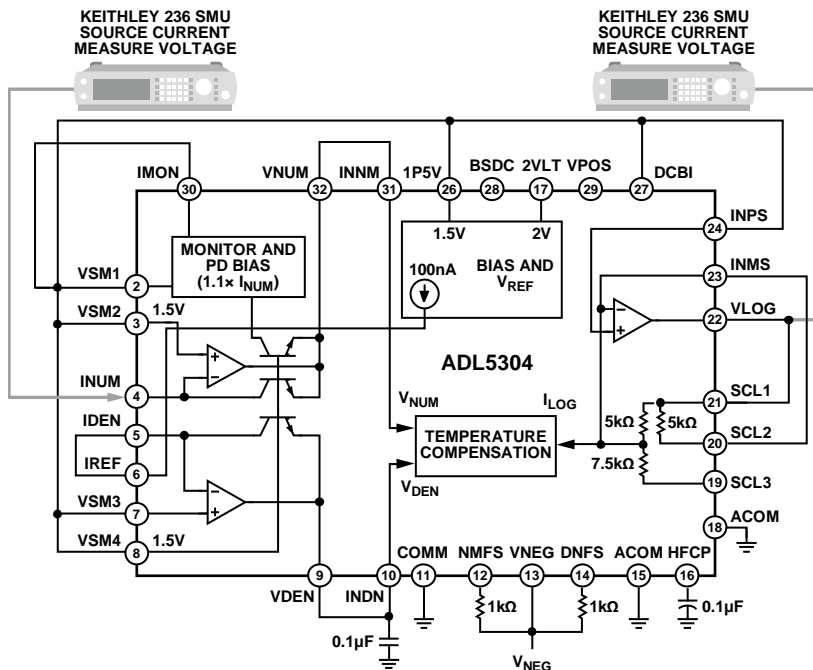 KEITHLEY 236 SMU
SOURCE CURRENT
MEASURE VOLTAGE
KEITHLEY 236 SMU
SOURCE CURRENT
MEASURE VOLTAGE
IMON
30
VNUM
32
INNM
31
1P5V
26
BSDC
28
2VLT
17
VPOS
29
27
DCBI
24
INPS
23
INMS
22
VLOG
21
SCL1
20
SCL2
19
SCL3
18
ACOM
VSM1
2
VSM2
3
1.5V
INUM
4
IDEN
5
IREF
6
VSM3
7
VSM4
8
1.5V
MONITOR AND
PD BIAS
(1.1× INUM)
1.5V
2V
100nA
BIAS AND
VREF
ADL5304
VNUM
ILOG
TEMPERATURE
COMPENSATION
VDEN
5kΩ
5kΩ
7.5kΩ
+
–
–
+
–
+
9
VDEN
10
INDN
COMM
11
NMFS
12
VNEG
13
DNFS
14
ACOM
15
HFCP
16
1kΩ
1kΩ
0.1µF
0.1µF
VNEG